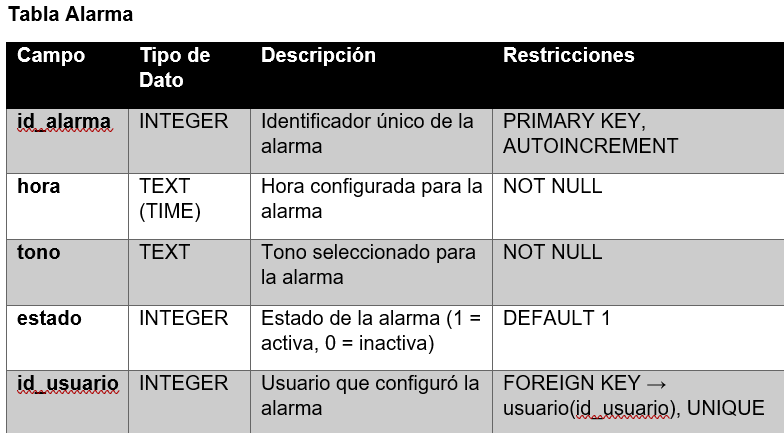 Tabla Alarma
Campo Tipo de Dato Descripción Restricciones
id_alarma INTEGER Identificador único de la alarma PRIMARY KEY, AUTOINCREMENT
hora TEXT (TIME) Hora configurada para la alarma NOT NULL
tono TEXT Tono seleccionado para la alarma NOT NULL
estado INTEGER Estado de la alarma (1 = activa, 0 = inactiva) DEFAULT 1
id_usuario INTEGER Usuario que configuró la alarma FOREIGN KEY → usuario(id_usuario), UNIQUE